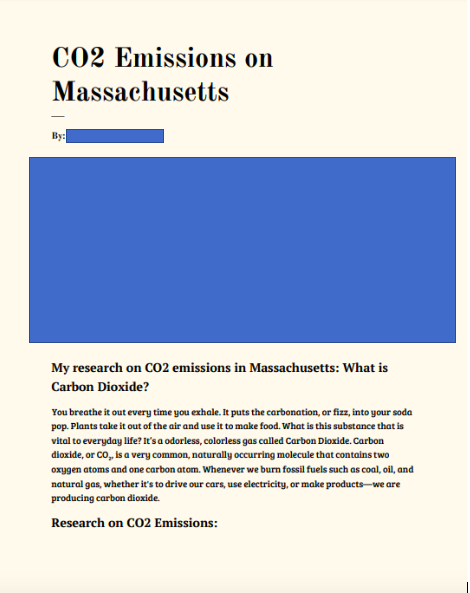 CO2 Emissions on
Massachusetts
By:
My research on CO2 emissions in Massachusetts: What is
Carbon Dioxide?
You breathe it out every time you exhale. It puts the carbonation, or fizz, into your soda
pop. Plants take it out of the air and use it to make food. What is this substance that is
vital to everyday life? It's a odorless, colorless gas called Carbon Dioxide. Carbon
dioxide, or CO₂, is a very common, naturally occurring molecule that contains two
oxygen atoms and one carbon atom. Whenever we burn fossil fuels such as coal, oil, and
natural gas, whether it's to drive our cars, use electricity, or make products—we are
producing carbon dioxide.
Research on CO2 Emissions: